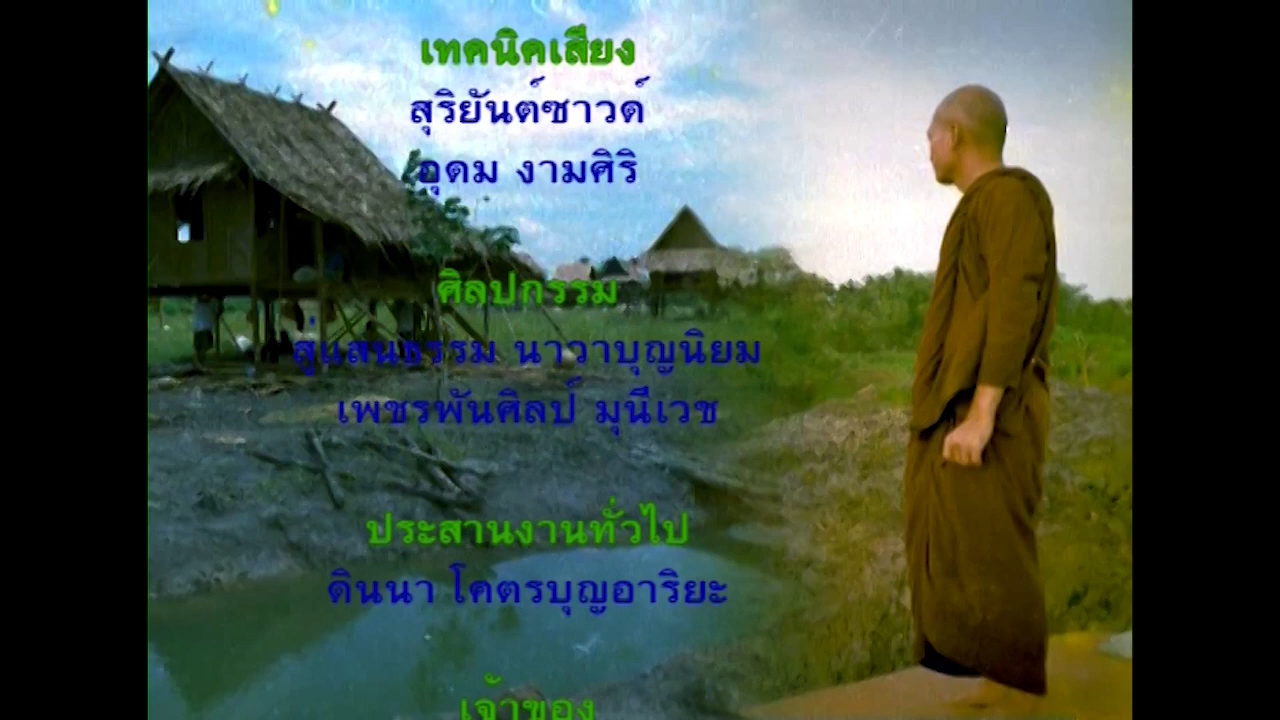 เทคนิคเสียง
สุริยันต์ซาวด์
อุดม งามศิริ
ศิลปกรรม
สู่แสนธรรม นาวาบุญนิยม
เพชรพันศิลป์ มุนีเวช
ประสานงานทั่วไป
ดินนา โคตรบุญอาริยะ
เจ้าของ